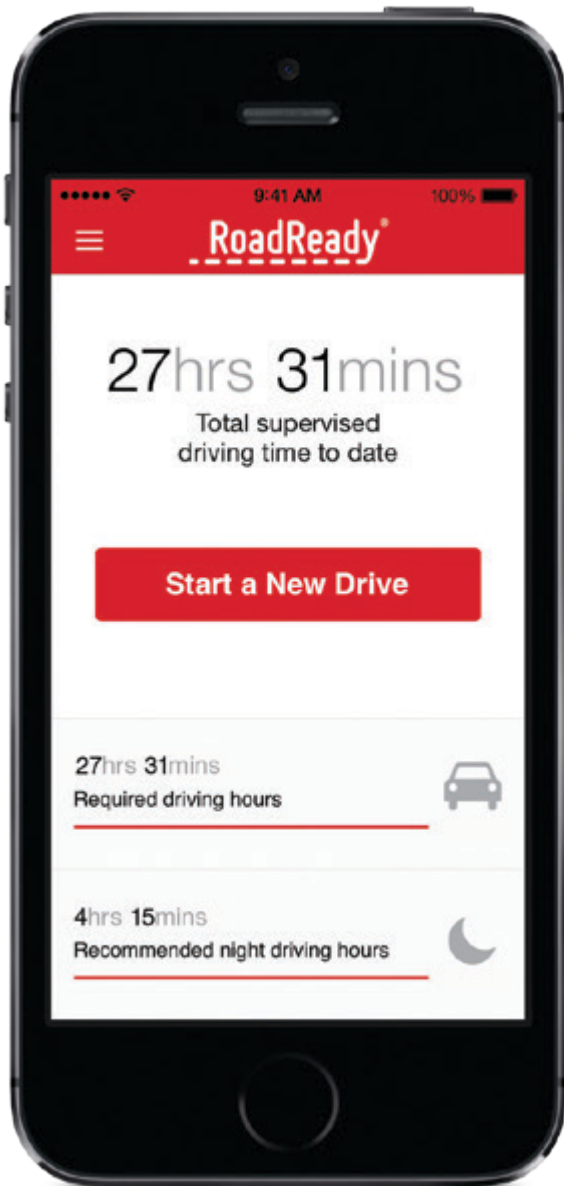 9:41 AM
100%
RoadReady®
27hrs 31mins
Total supervised
driving time to date
Start a New Drive
27hrs 31mins
Required driving hours
4hrs 15mins
Recommended night driving hours